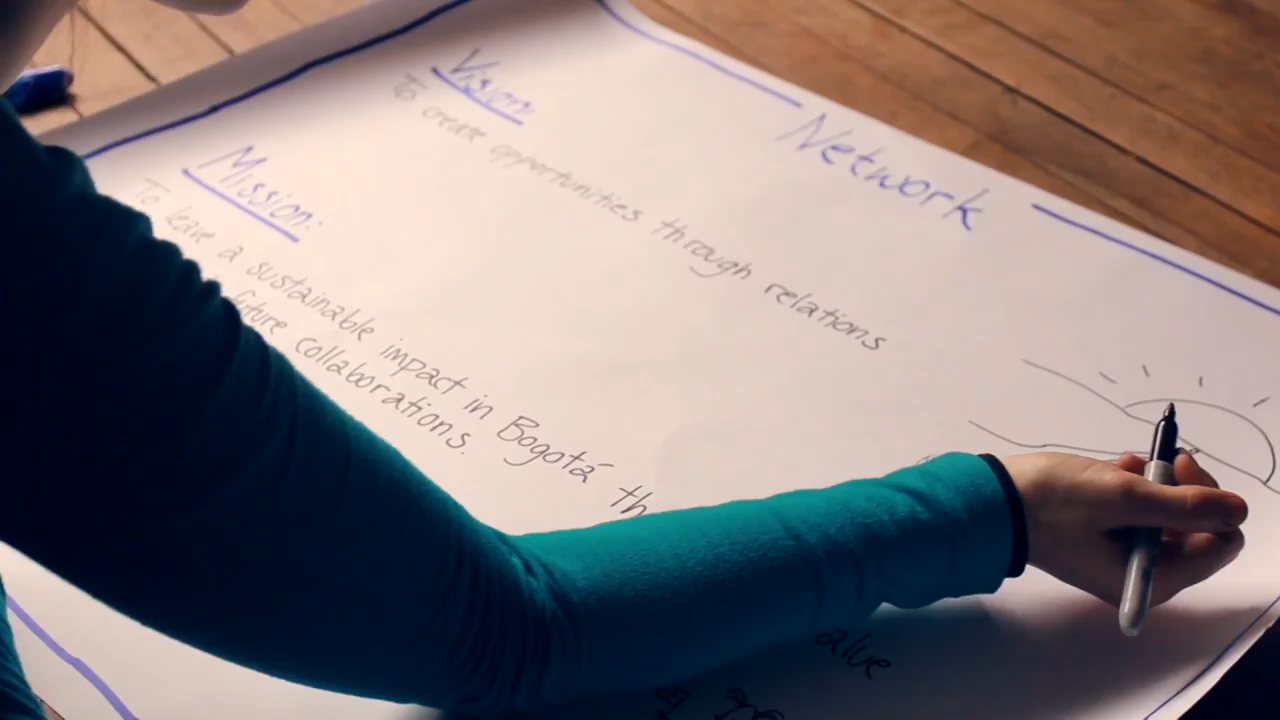 Network
Vision:
To create opportunities through relations
Mission:
To leave a sustainable impact in Bogotá th
future collaborations.
alue